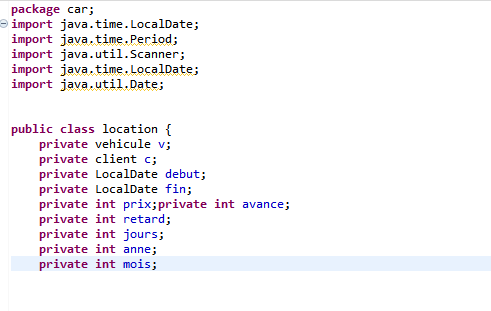 package car;
import java.time.LocalDate;
import java.time.Period;
import java.util.Scanner;
import java.time.LocalDate;
import java.util.Date;
public class location {
private vehicule v;
private client c;
private LocalDate debut;
private LocalDate fin;
private int prix;private int avance;
private int retard;
private int jours;
private int anne;
private int mois;